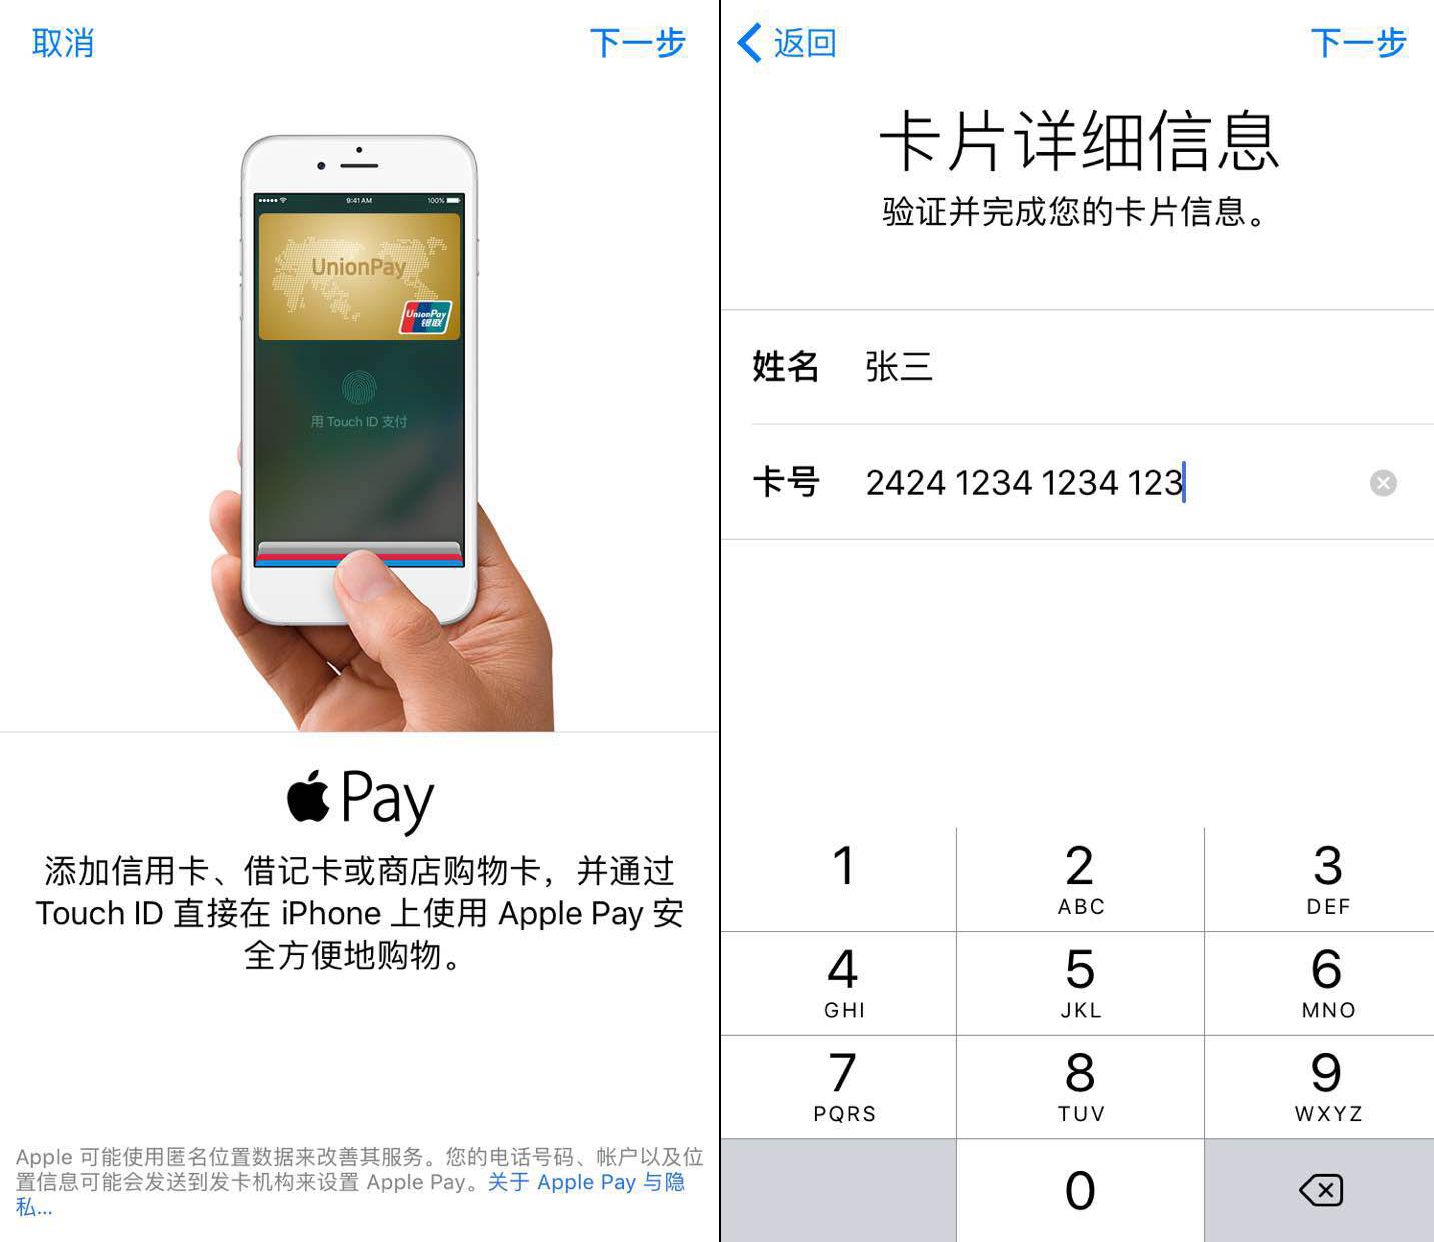 取消
下一步
9:41 AM
100%
UnionPay
UnionPay
银联
用 Touch ID 支付
Pay
添加信用卡、借记卡或商店购物卡，并通过
Touch ID 直接在 iPhone 上使用 Apple Pay 安
全方便地购物。
Apple 可能使用匿名位置数据来改善其服务。您的电话号码、帐户以及位
置信息可能会发送到发卡机构来设置 Apple Pay。关于 Apple Pay 与隐
私...
返回
下一步
卡片详细信息
验证并完成您的卡片信息。
姓名 张三
卡号 2424 1234 1234 123
1 2 3
ABC DEF
4 5 6
GHI JKL MNO
7 8 9
PQRS TUV WXYZ
0